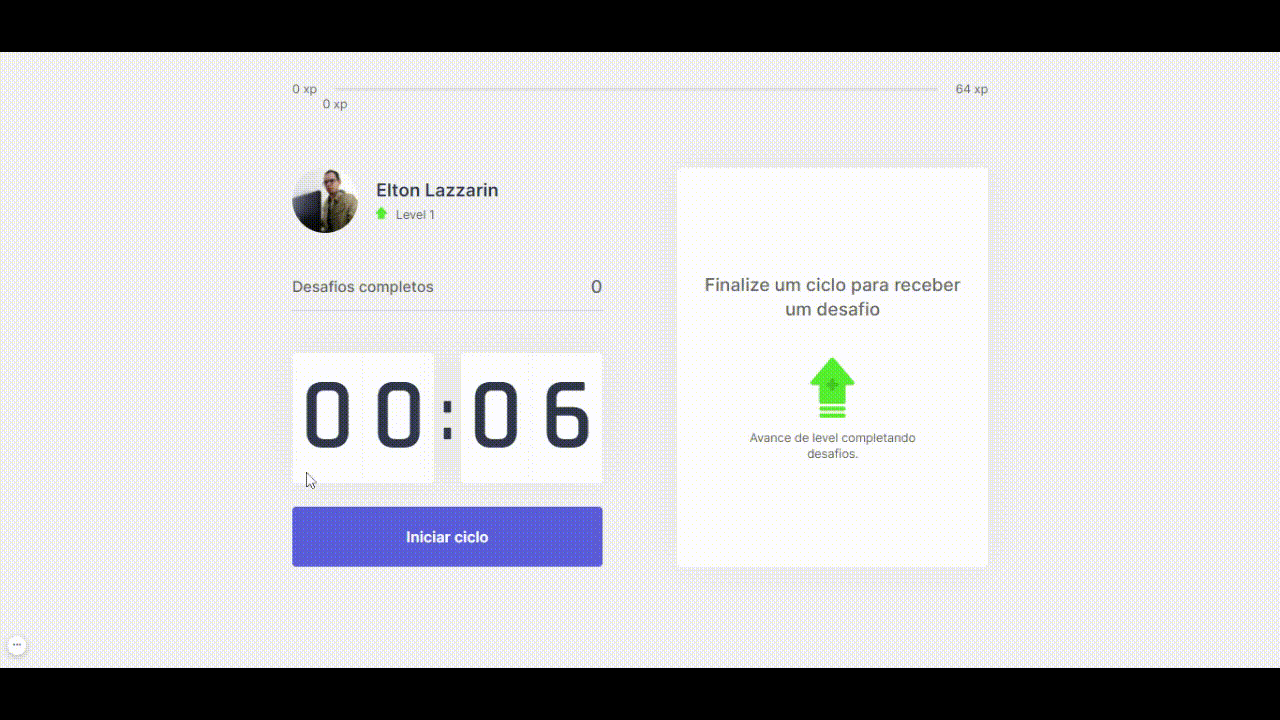 0 xp
64 xp
0 xp
Elton Lazzarin
Level 1
Desafios completos 0
00:06
Iniciar ciclo
Finalize um ciclo para receber
um desafio
Avance de level completando
desafios.